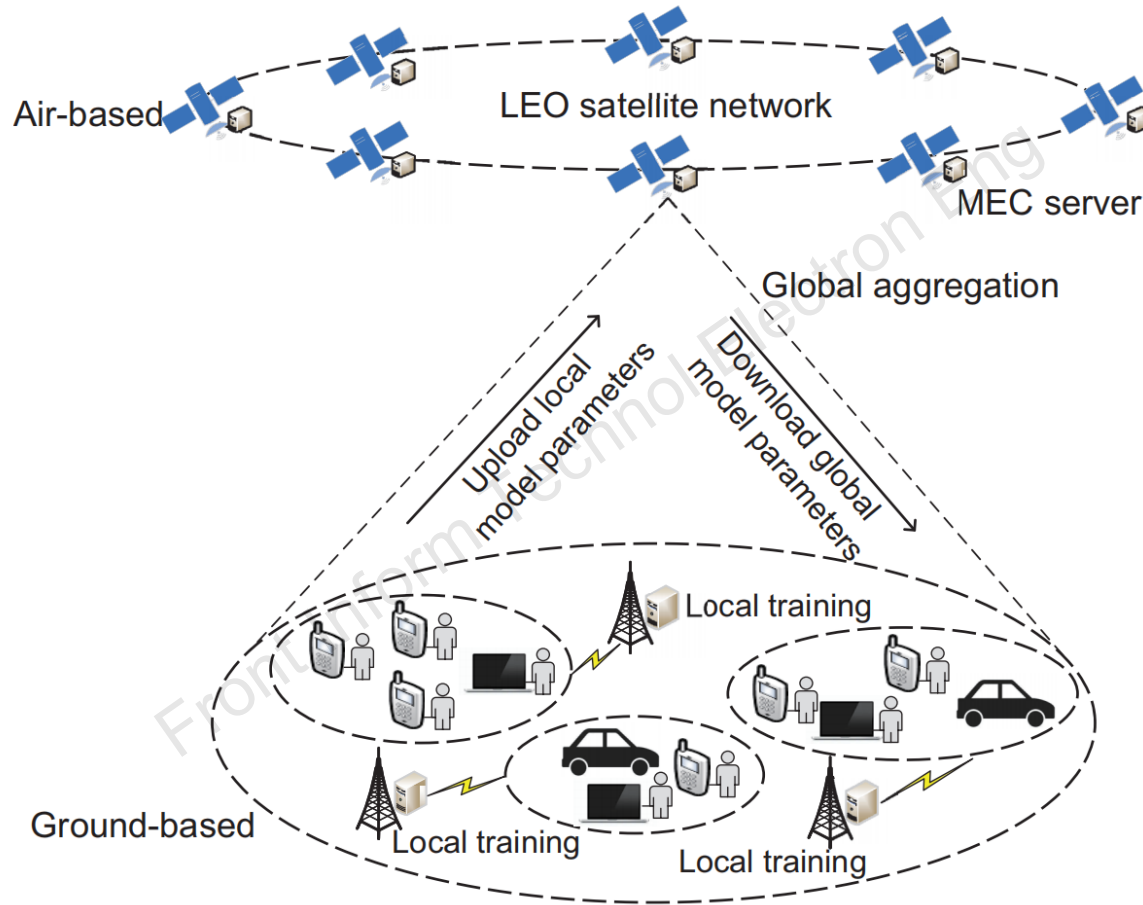 LEO satellite network
Air-based
MEC server
Global aggregation
Upload local
model parameters
Download global
model parameters
Front Inform Technol Electron Eng
Local training
Ground-based
Local training
Local training